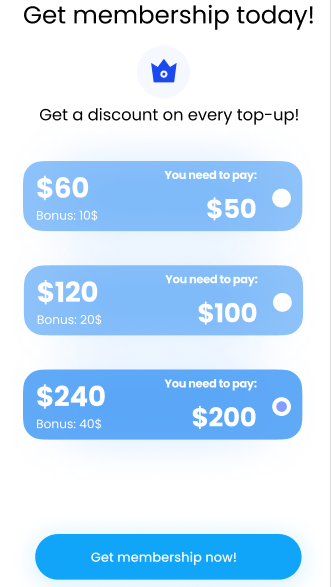 Get membership today!
Get a discount on every top-up!
$60
You need to pay:
Bonus: 10$
$50
$120
You need to pay:
Bonus: 20$
$100
$240
You need to pay:
Bonus: 40$
$200
Get membership now!